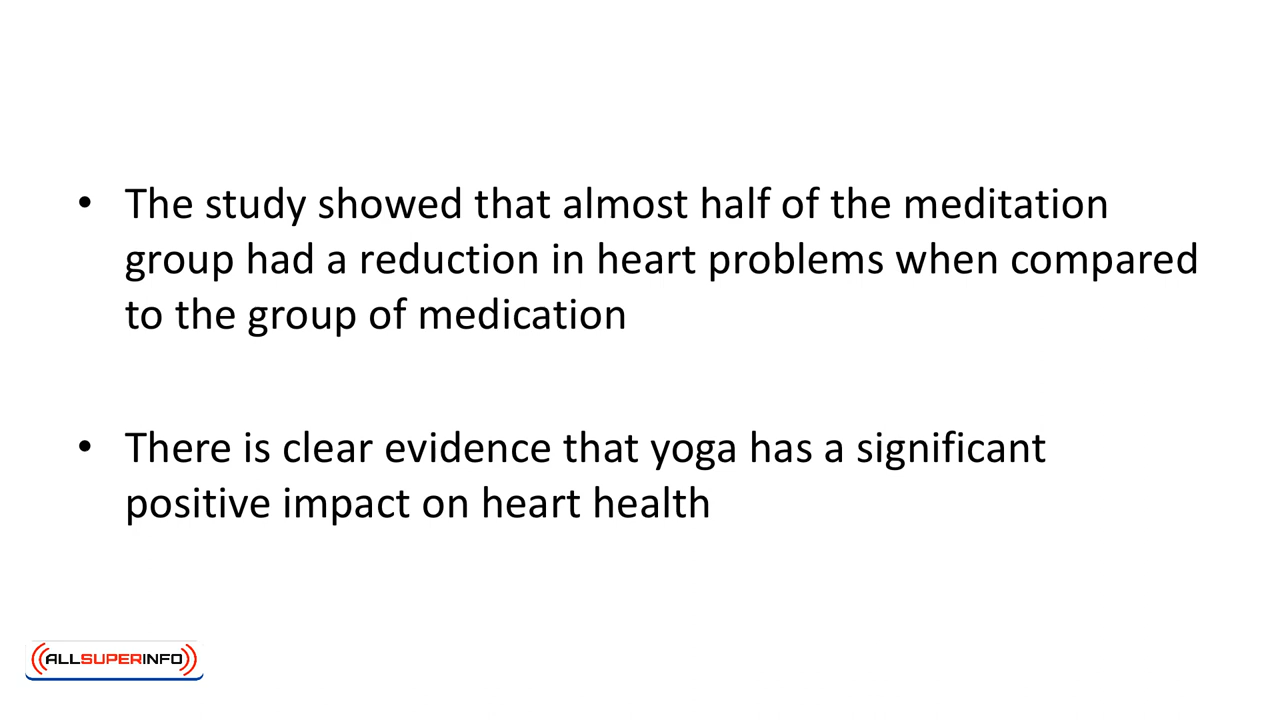 • The study showed that almost half of the meditation
group had a reduction in heart problems when compared
to the group of medication
• There is clear evidence that yoga has a significant
positive impact on heart health
ALLSUPERINFO